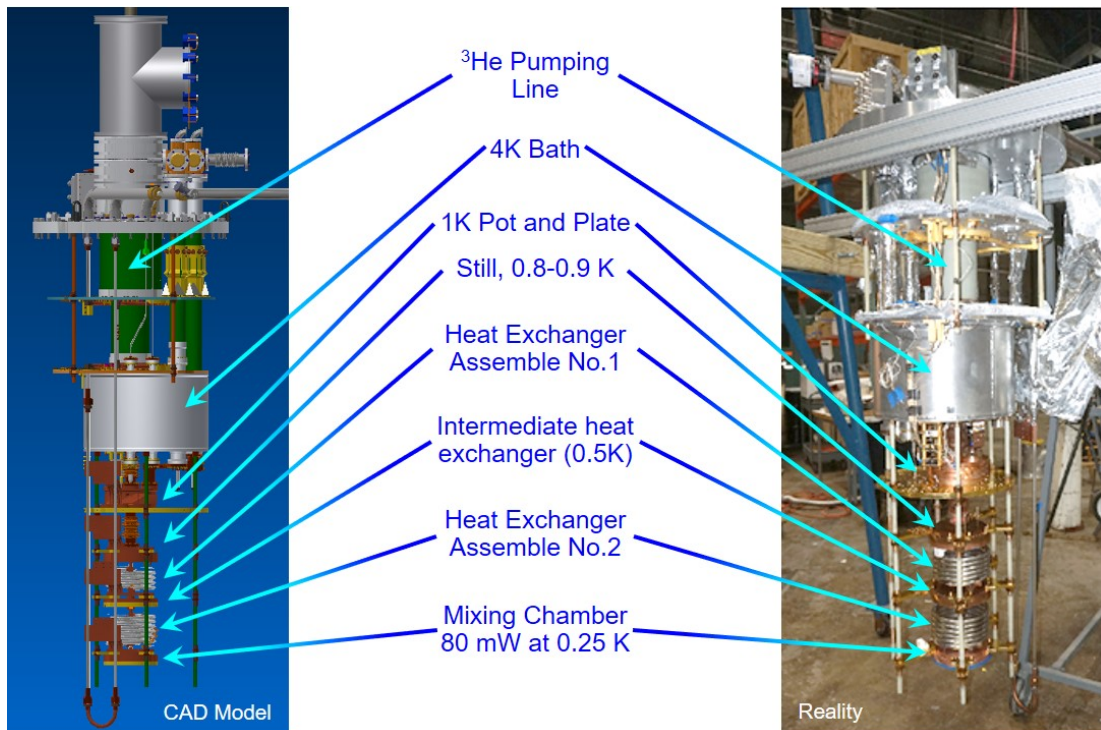 ³He Pumping
Line
4K Bath
1K Pot and Plate
Still, 0.8-0.9 K
Heat Exchanger
Assemble No.1
Intermediate heat
exchanger (0.5K)
Heat Exchanger
Assemble No.2
Mixing Chamber
80 mW at 0.25 K
CAD Model
Reality